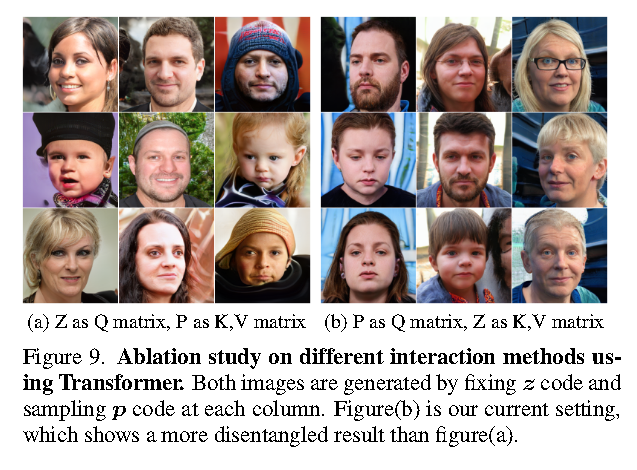 (a) Z as Q matrix, P as K,V matrix (b) P as Q matrix, Z as K,V matrix
Figure 9. Ablation study on different interaction methods us-
ing Transformer. Both images are generated by fixing z code and
sampling p code at each column. Figure(b) is our current setting,
which shows a more disentangled result than figure(a).